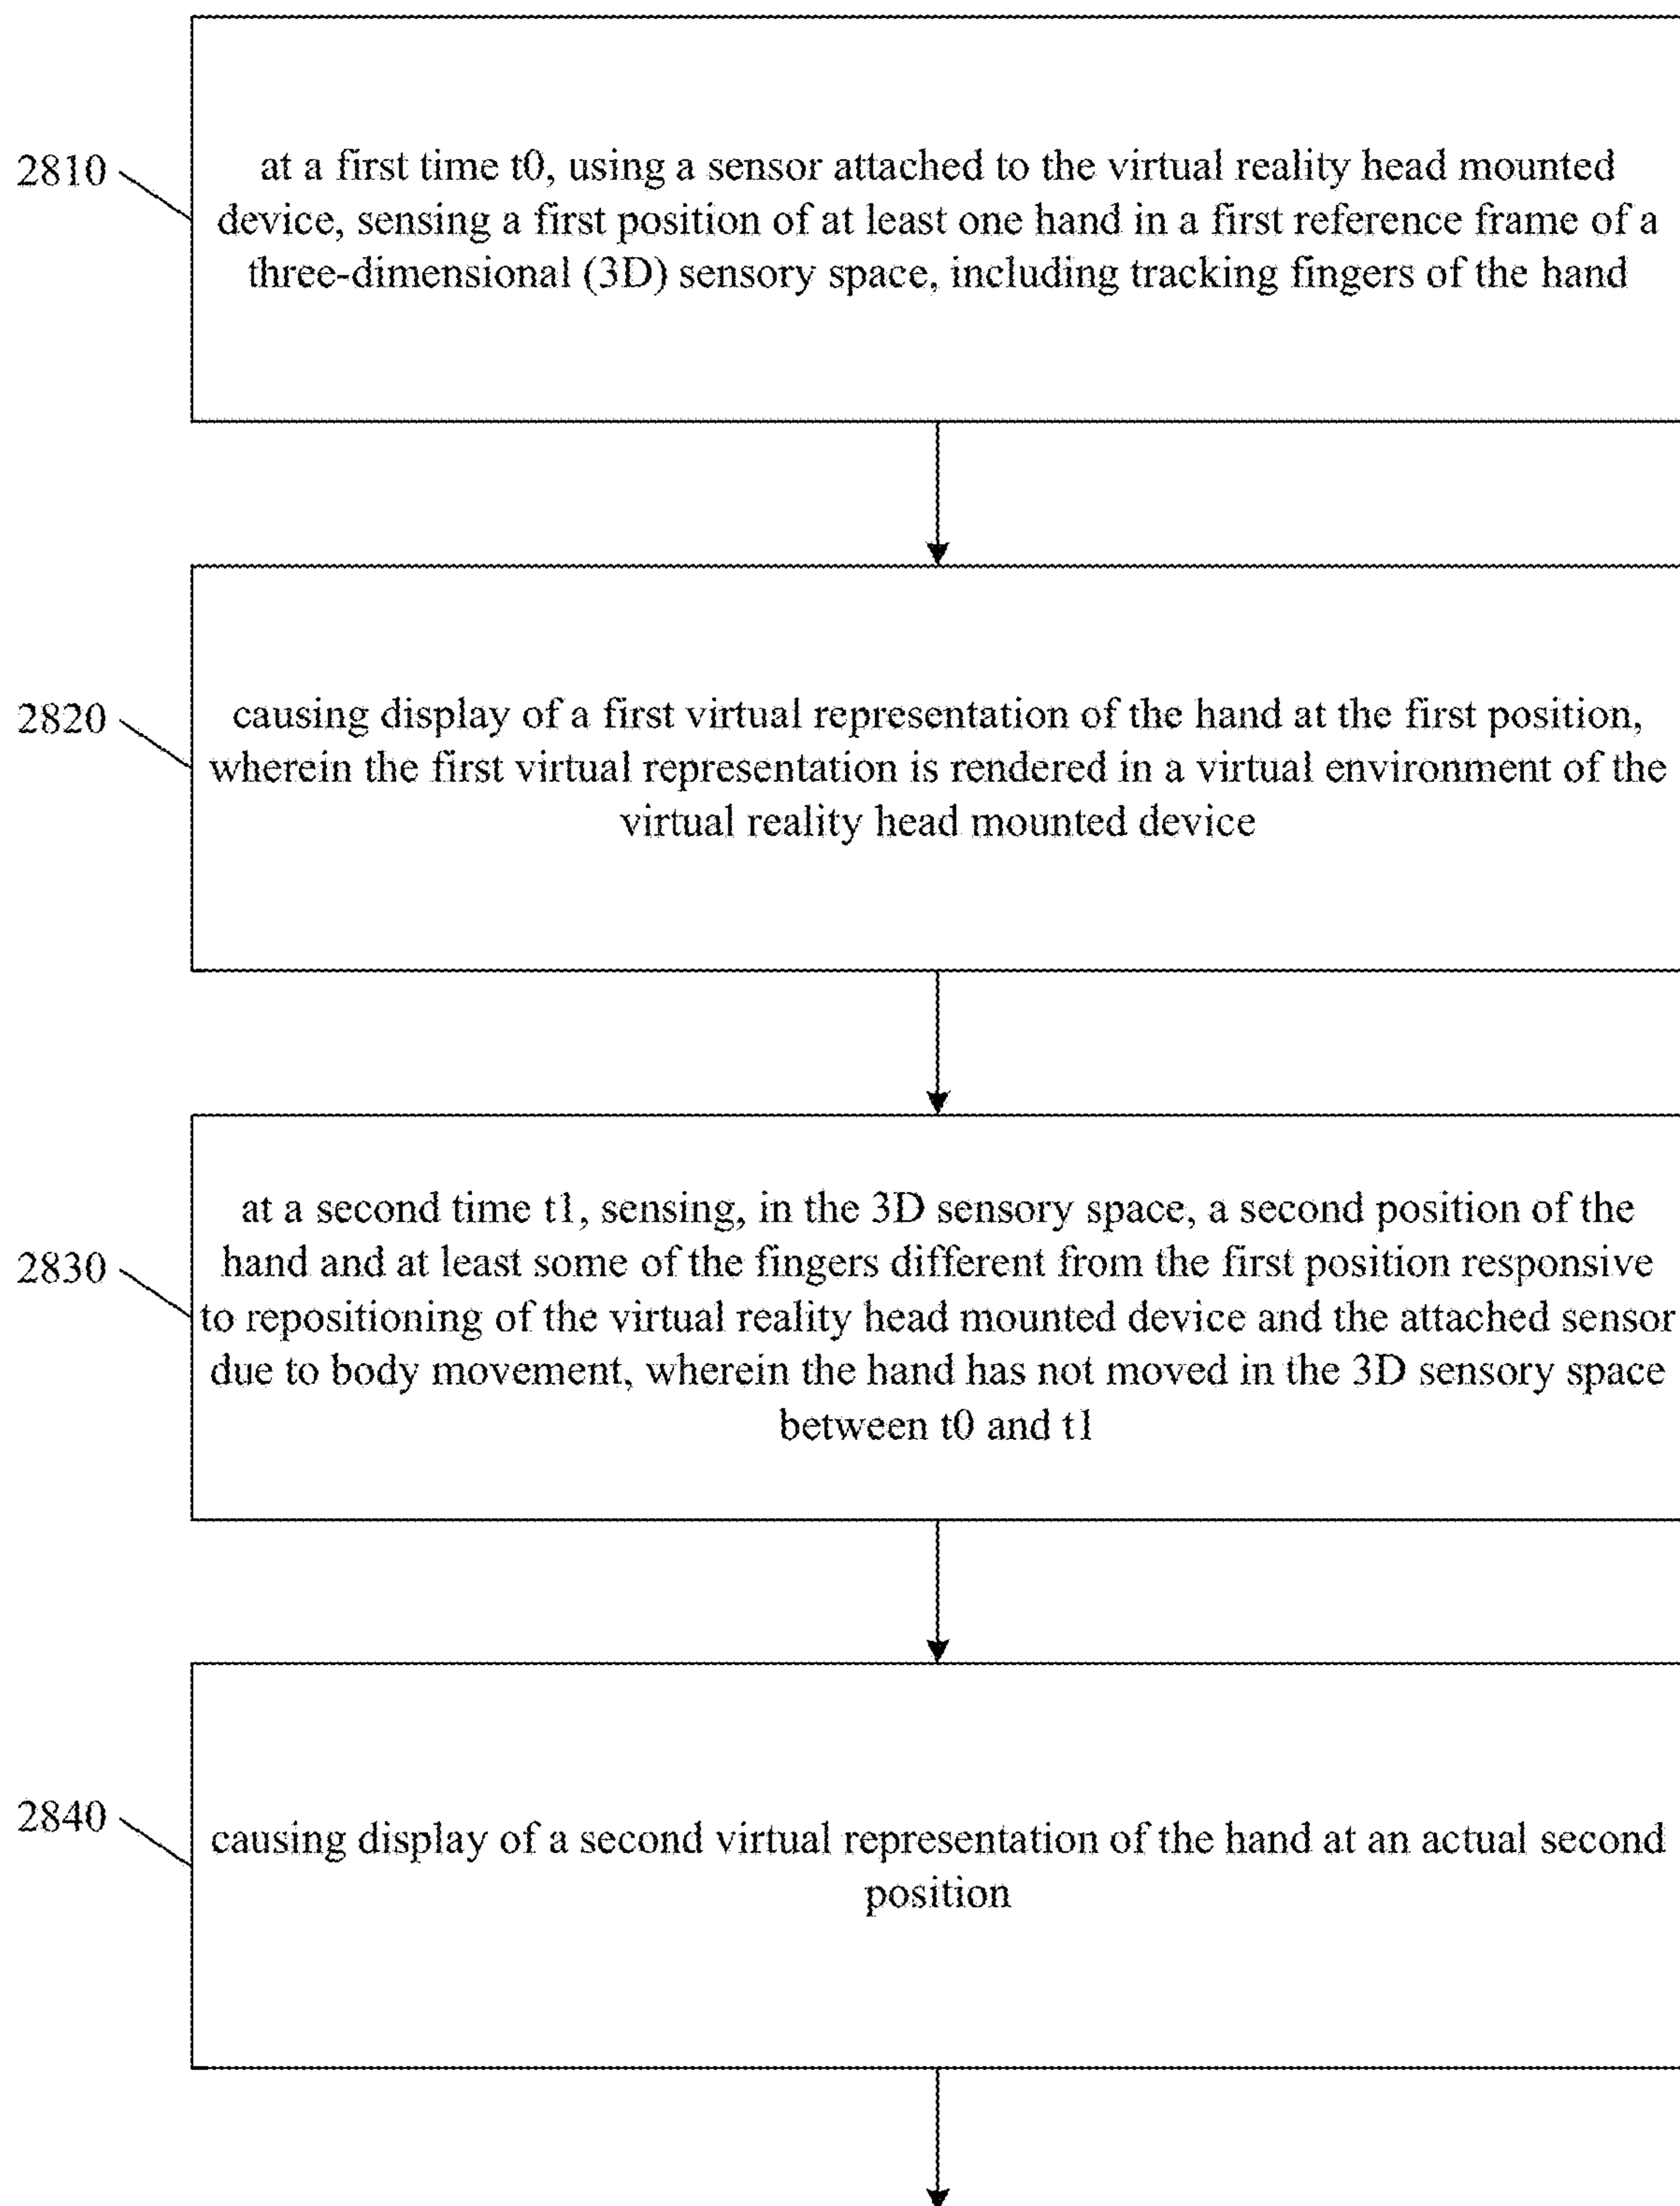 2810
at a first time t0, using a sensor attached to the virtual reality head mounted
device, sensing a first position of at least one hand in a first reference frame of a
three-dimensional (3D) sensory space, including tracking fingers of the hand
2820
causing display of a first virtual representation of the hand at the first position,
wherein the first virtual representation is rendered in a virtual environment of the
virtual reality head mounted device
2830
at a second time t1, sensing, in the 3D sensory space, a second position of the
hand and at least some of the fingers different from the first position responsive
to repositioning of the virtual reality head mounted device and the attached sensor
due to body movement, wherein the hand has not moved in the 3D sensory space
between t0 and t1
2840
causing display of a second virtual representation of the hand at an actual second
position